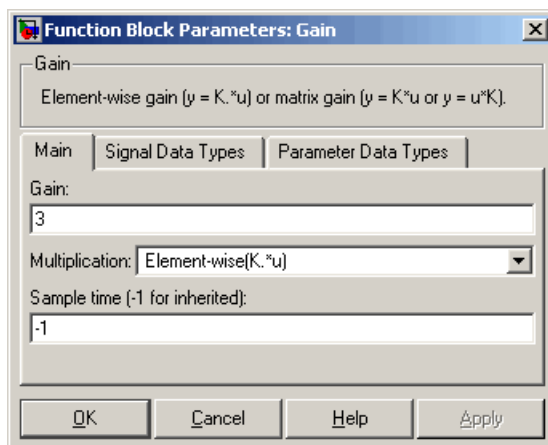 Function Block Parameters: Gain
Gain
Element-wise gain (y = K.*u) or matrix gain (y = K*u or y = u*K).
Main Signal Data Types Parameter Data Types
Gain:
3
Multiplication: Element-wise(K.*u)
Sample time (-1 for inherited):
-1
OK Cancel Help Apply